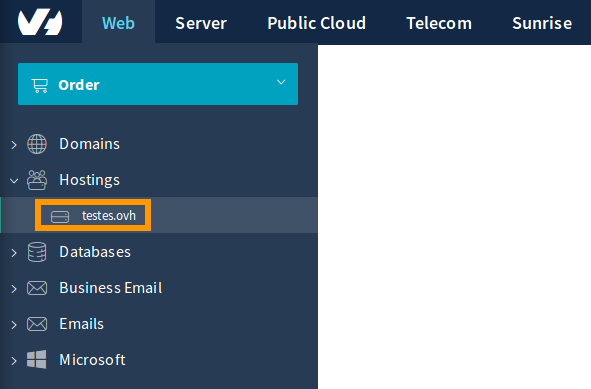 Web Server Public Cloud Telecom Sunrise
Order
Domains
Hostings
testes.ovh
Databases
Business Email
Emails
Microsoft